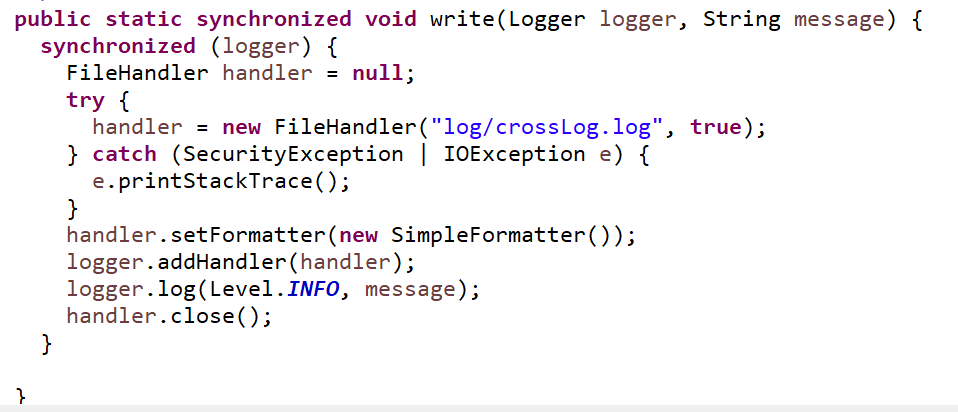 public static synchronized void write(Logger logger, String message) {
synchronized (logger) {
FileHandler handler = null;
try {
handler = new FileHandler("log/crossLog.log", true);
} catch (SecurityException | IOException e) {
e.printStackTrace();
}
handler.setFormatter(new SimpleFormatter());
logger.addHandler(handler);
logger.log(Level.INFO, message);
handler.close();
}
}